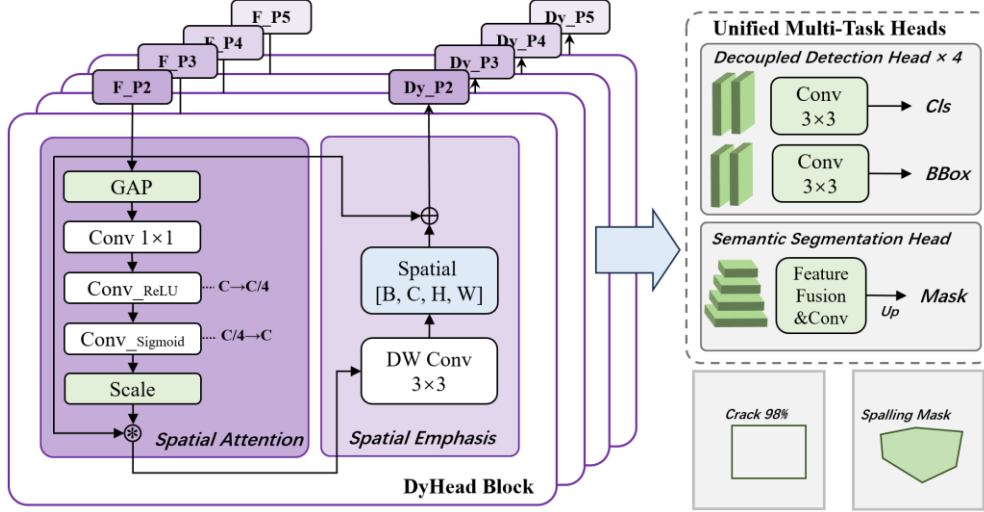 F_P5
F_P4
F_P3
F_P2
Dy_P5
Dy_P4
Dy_P3
Dy_P2
GAP
Conv 1×1
Conv_ReLU
C→C/4
Conv_Sigmoid
C/4→C
Scale
Spatial Attention
Spatial
[B, C, H, W]
DW Conv
3×3
Spatial Emphasis
DyHead Block
Unified Multi-Task Heads
Decoupled Detection Head × 4
Conv
3×3
Cls
Conv
3×3
BBox
Semantic Segmentation Head
Feature
Fusion
&Conv
Up
Mask
Crack 98%
Spalling Mask